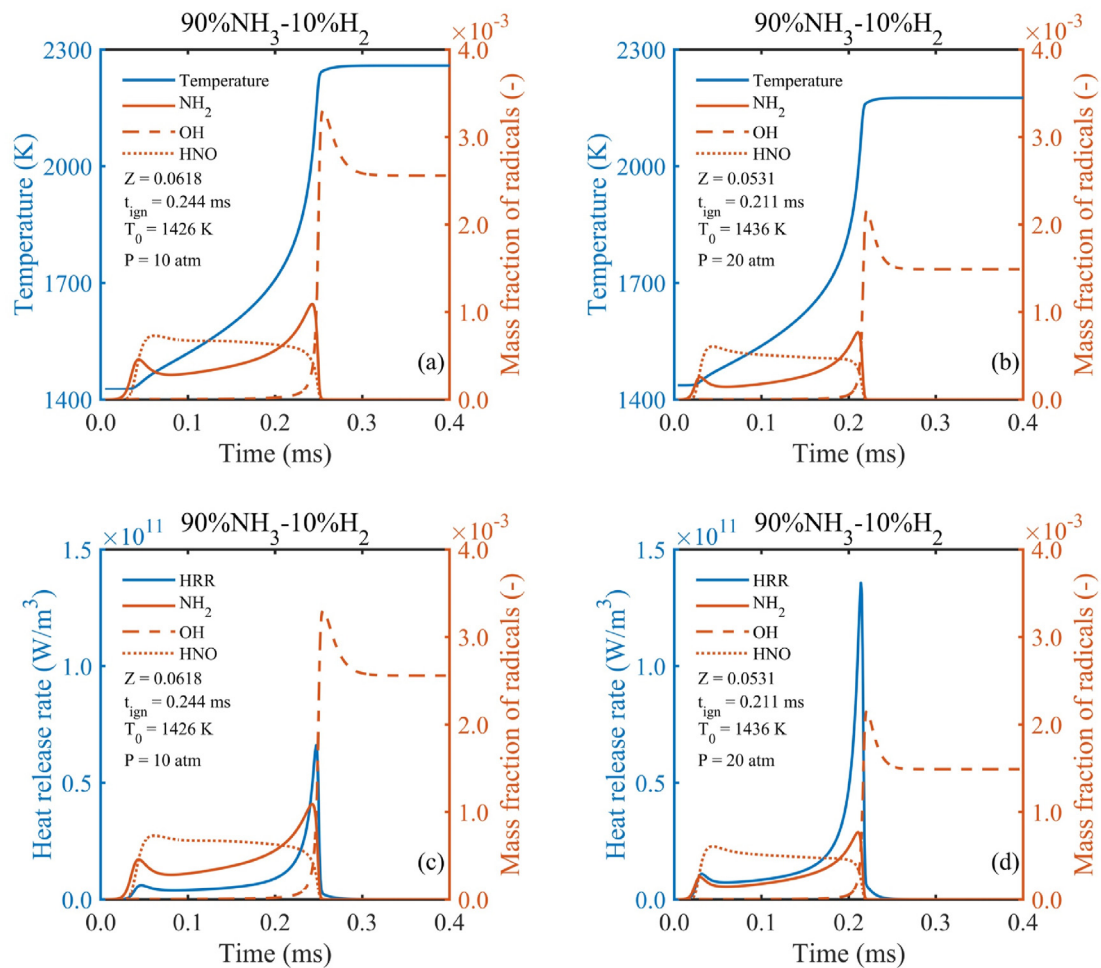 90%NH₃-10%H₂
×10⁻³
2300
2000
1700
1400
Temperature (K)
4.0
3.0
2.0
1.0
0.0
Mass fraction of radicals (-)
Temperature
NH₂
OH
HNO
Z = 0.0618
t_ign = 0.244 ms
T₀ = 1426 K
P = 10 atm
(a)
0.0 0.1 0.2 0.3 0.4
Time (ms)
90%NH₃-10%H₂
×10⁻³
2300
2000
1700
1400
Temperature (K)
4.0
3.0
2.0
1.0
0.0
Mass fraction of radicals (-)
Temperature
NH₂
OH
HNO
Z = 0.0531
t_ign = 0.211 ms
T₀ = 1436 K
P = 20 atm
(b)
0.0 0.1 0.2 0.3 0.4
Time (ms)
×10¹¹
90%NH₃-10%H₂
×10⁻³
1.5
1.0
0.5
0.0
Heat release rate (W/m³)
4.0
3.0
2.0
1.0
0.0
Mass fraction of radicals (-)
HRR
NH₂
OH
HNO
Z = 0.0618
t_ign = 0.244 ms
T₀ = 1426 K
P = 10 atm
(c)
0.0 0.1 0.2 0.3 0.4
Time (ms)
×10¹¹
90%NH₃-10%H₂
×10⁻³
1.5
1.0
0.5
0.0
Heat release rate (W/m³)
4.0
3.0
2.0
1.0
0.0
Mass fraction of radicals (-)
HRR
NH₂
OH
HNO
Z = 0.0531
t_ign = 0.211 ms
T₀ = 1436 K
P = 20 atm
(d)
0.0 0.1 0.2 0.3 0.4
Time (ms)